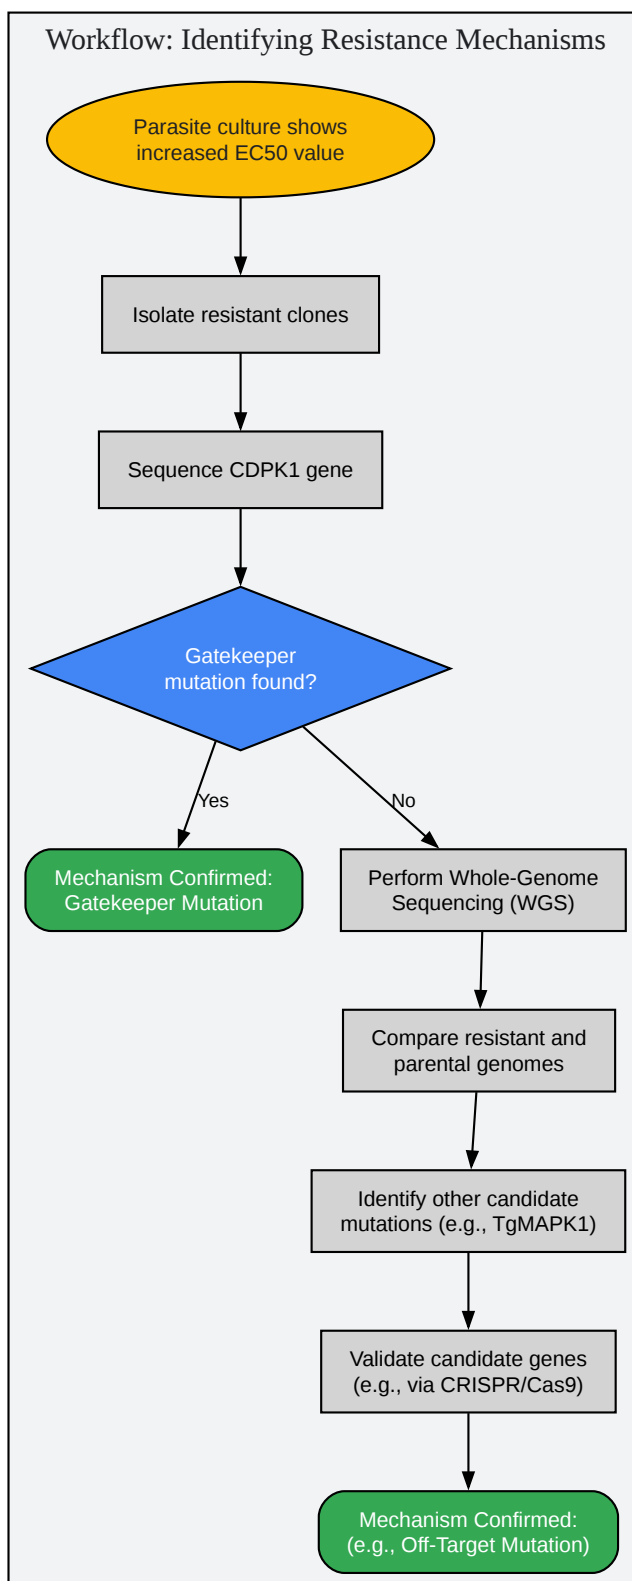 Workflow: Identifying Resistance Mechanisms
Parasite culture shows
increased EC50 value
Isolate resistant clones
Sequence CDPK1 gene
Gatekeeper
mutation found?
Yes
No
Mechanism Confirmed:
Gatekeeper Mutation
Perform Whole-Genome
Sequencing (WGS)
Compare resistant and
parental genomes
Identify other candidate
mutations (e.g., TgMAPK1)
Validate candidate genes
(e.g., via CRISPR/Cas9)
Mechanism Confirmed:
(e.g., Off-Target Mutation)